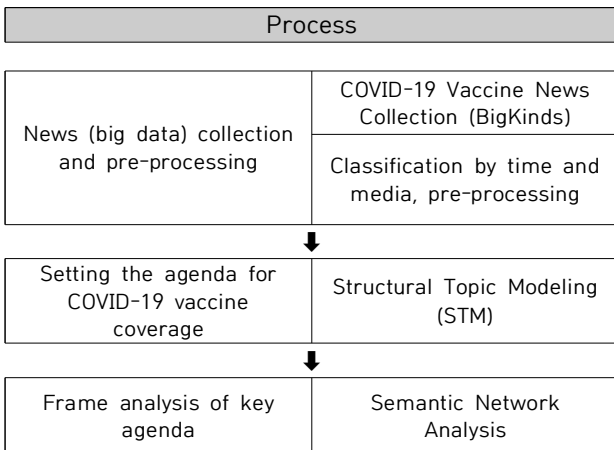 Process
News (big data) collection
and pre-processing
COVID-19 Vaccine News
Collection (BigKinds)
Classification by time and
media, pre-processing
Setting the agenda for
COVID-19 vaccine
coverage
Structural Topic Modeling
(STM)
Frame analysis of key
agenda
Semantic Network
Analysis